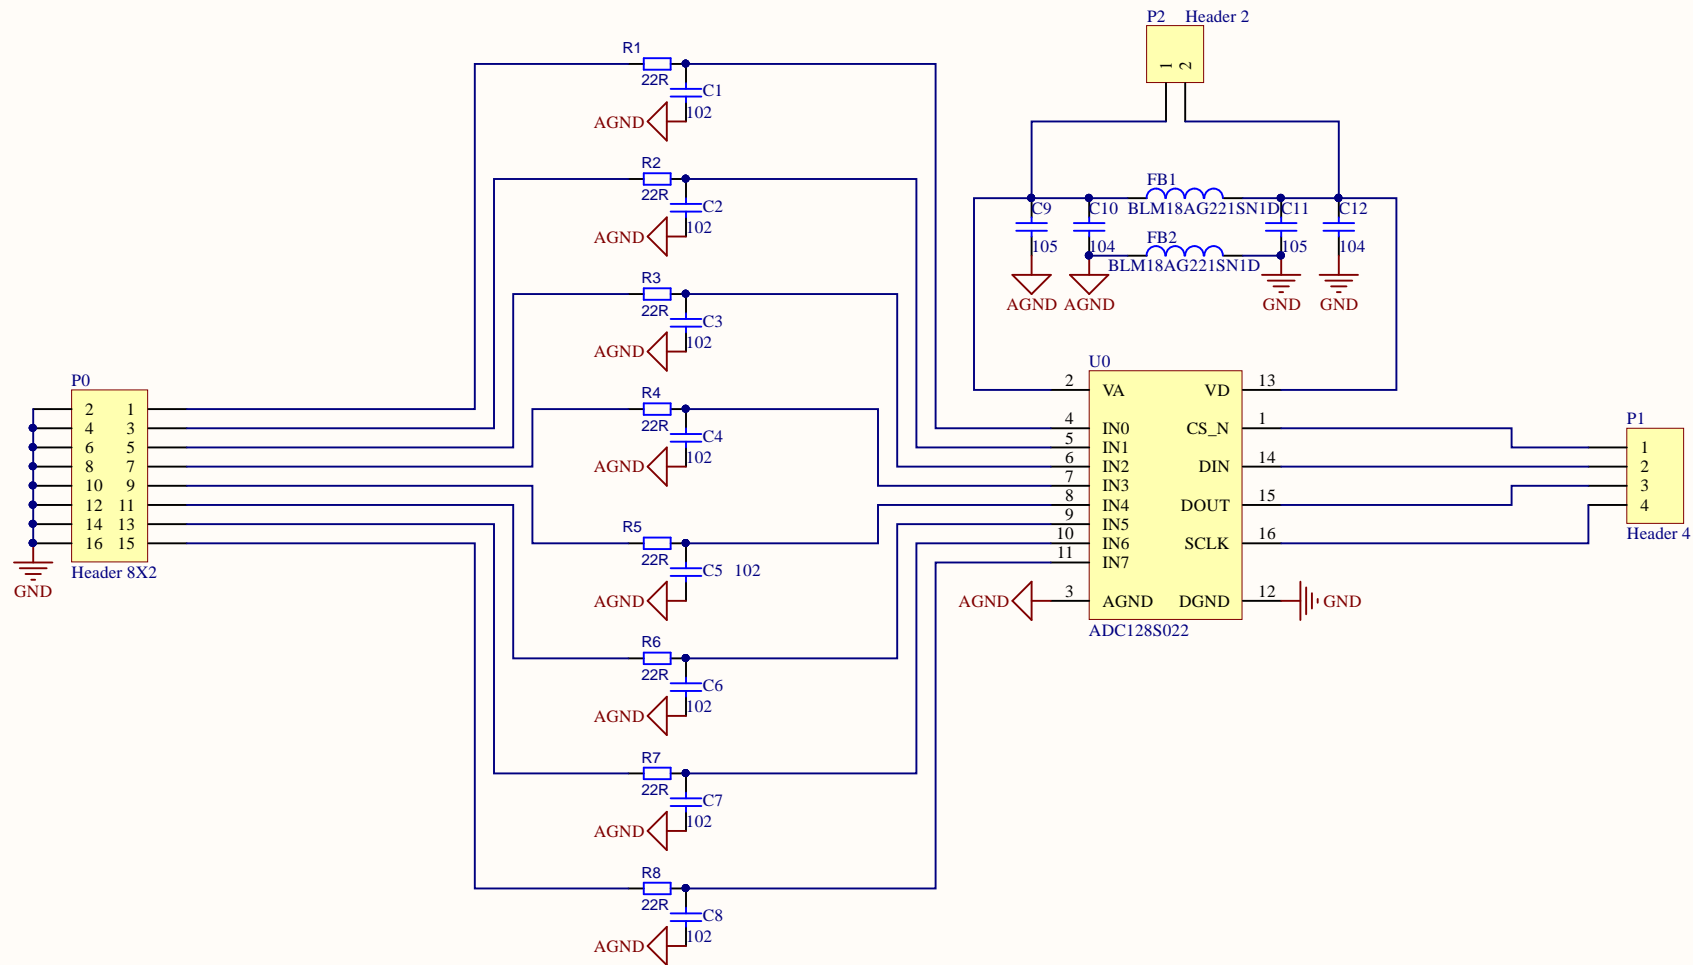 P2 Header 2
1
2
R1
22R
C1
102
AGND
R2
22R
C2
102
AGND
R3
22R
C3
102
AGND
R4
22R
C4
102
AGND
R5
22R
C5 102
AGND
R6
22R
C6
102
AGND
R7
22R
C7
102
AGND
R8
22R
C8
102
AGND
FB1
BLM18AG221SN1D
FB2
BLM18AG221SN1D
C9
105
AGND
C10
104
AGND
C11
105
GND
C12
104
GND
P0
2 1
4 3
6 5
8 7
10 9
12 11
14 13
16 15
Header 8X2
GND
U0
2 VA VD 13
4 IN0 CS_N 1
5 IN1
6 IN2 DIN 14
7 IN3
8 IN4 DOUT 15
9 IN5
10 IN6 SCLK 16
11 IN7
AGND 3 AGND DGND 12 GND
ADC128S022
P1
1
2
3
4
Header 4